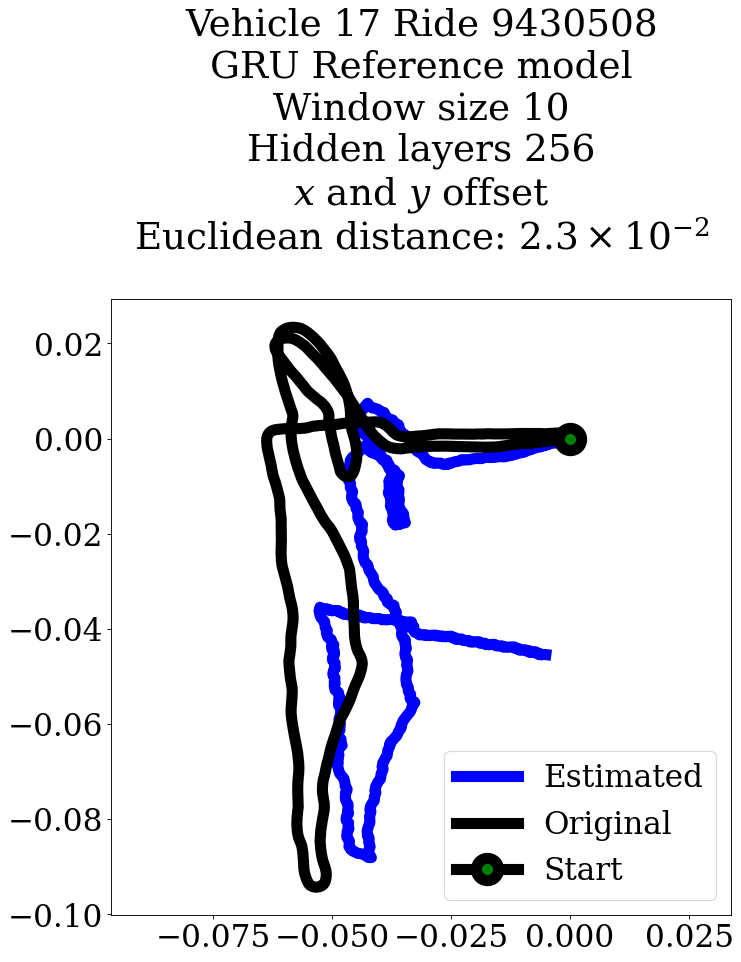 Vehicle 17 Ride 9430508
GRU Reference model
Window size 10
Hidden layers 256
x and y offset
Euclidean distance: 2.3 × 10⁻²
0.02
0.00
−0.02
−0.04
−0.06
−0.08
−0.10
Estimated
Original
Start
−0.075 −0.050 −0.025 0.000 0.025